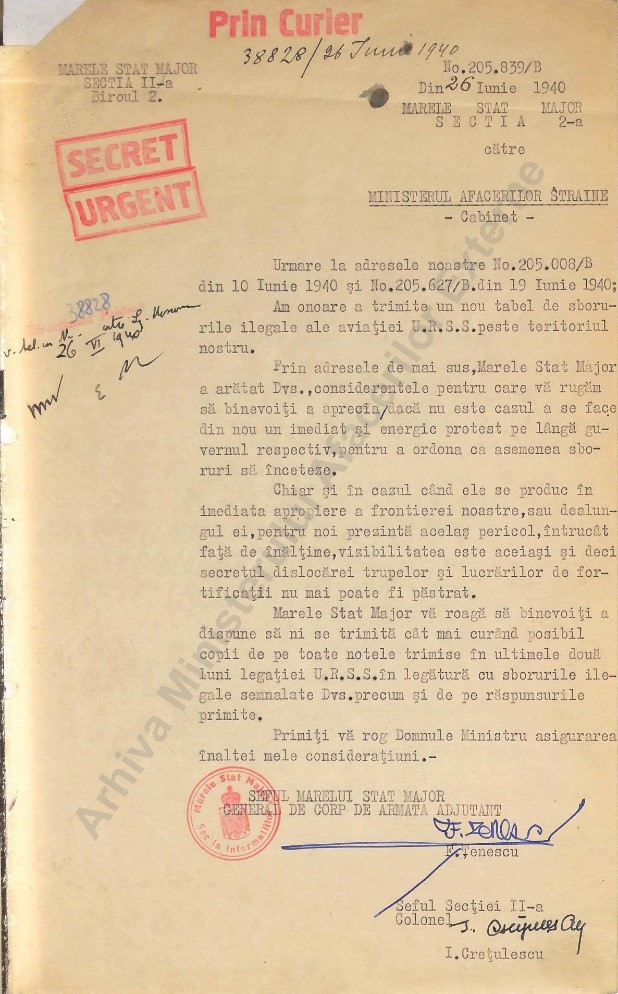 Prin Curier
38828/26 Iunie 1940
MARELE STAT MAJOR
SECTIA II-a
Biroul 2.
No.205.839/B
Din 26 Iunie 1940
MARELE STAT MAJOR
SECTIA 2-a
către
SECRET
URGENT
MINISTERUL AFACERILOR STRAINE
- Cabinet -
Urmare la adresele noastre No.205.008/B
din 10 Iunie 1940 şi No.205.627/B.din 19 Iunie 1940;
38828
Am onoare a trimite un nou tabel de sboru-
rile ilegale ale aviaţiei U.R.S.S.peste teritoriul
nostru.
26 VI 1940
Prin adresele de mai sus,Marele Stat Major
a arătat Dvs.,considerentele pentru care vă rugăm
să binevoiţi a aprecia/dacă nu este cazul a se face
din nou un imediat şi energic protest pe lângă gu-
vernul respectiv,pentru a ordona ca asemenea sbo-
ruri să înceteze.
Chiar şi în cazul când ele se produc în
imediata apropiere a frontierei noastre,sau dealun-
gul ei,pentru noi prezintă acelaş pericol,întrucât
faţă de înălţime,vizibilitatea este aceiaşi şi deci
secretul dislocărei trupelor şi lucrărilor de for-
tificaţii nu mai poate fi păstrat.
Marele Stat Major vă roagă să binevoiţi a
dispune să ni se trimită cât mai curând posibil
copii de pe toate notele trimise în ultimele două
luni legaţiei U.R.S.S.în legătură cu sborurile ile-
gale semnalate Dvs.precum şi de pe răspunsurile
primite.
Primiţi vă rog Domnule Ministru asigurarea
înaltei mele consideraţiuni.-
SEFUL MARELUI STAT MAJOR
GENERAL DE CORP DE ARMATA ADJUTANT
Marele Stat Major
Sec ia Informaţiilor
F.Ţenescu
Seful Secţiei II-a
Colonel
I.Creţulescu
Arhiva Ministerului Afacerilor Externe